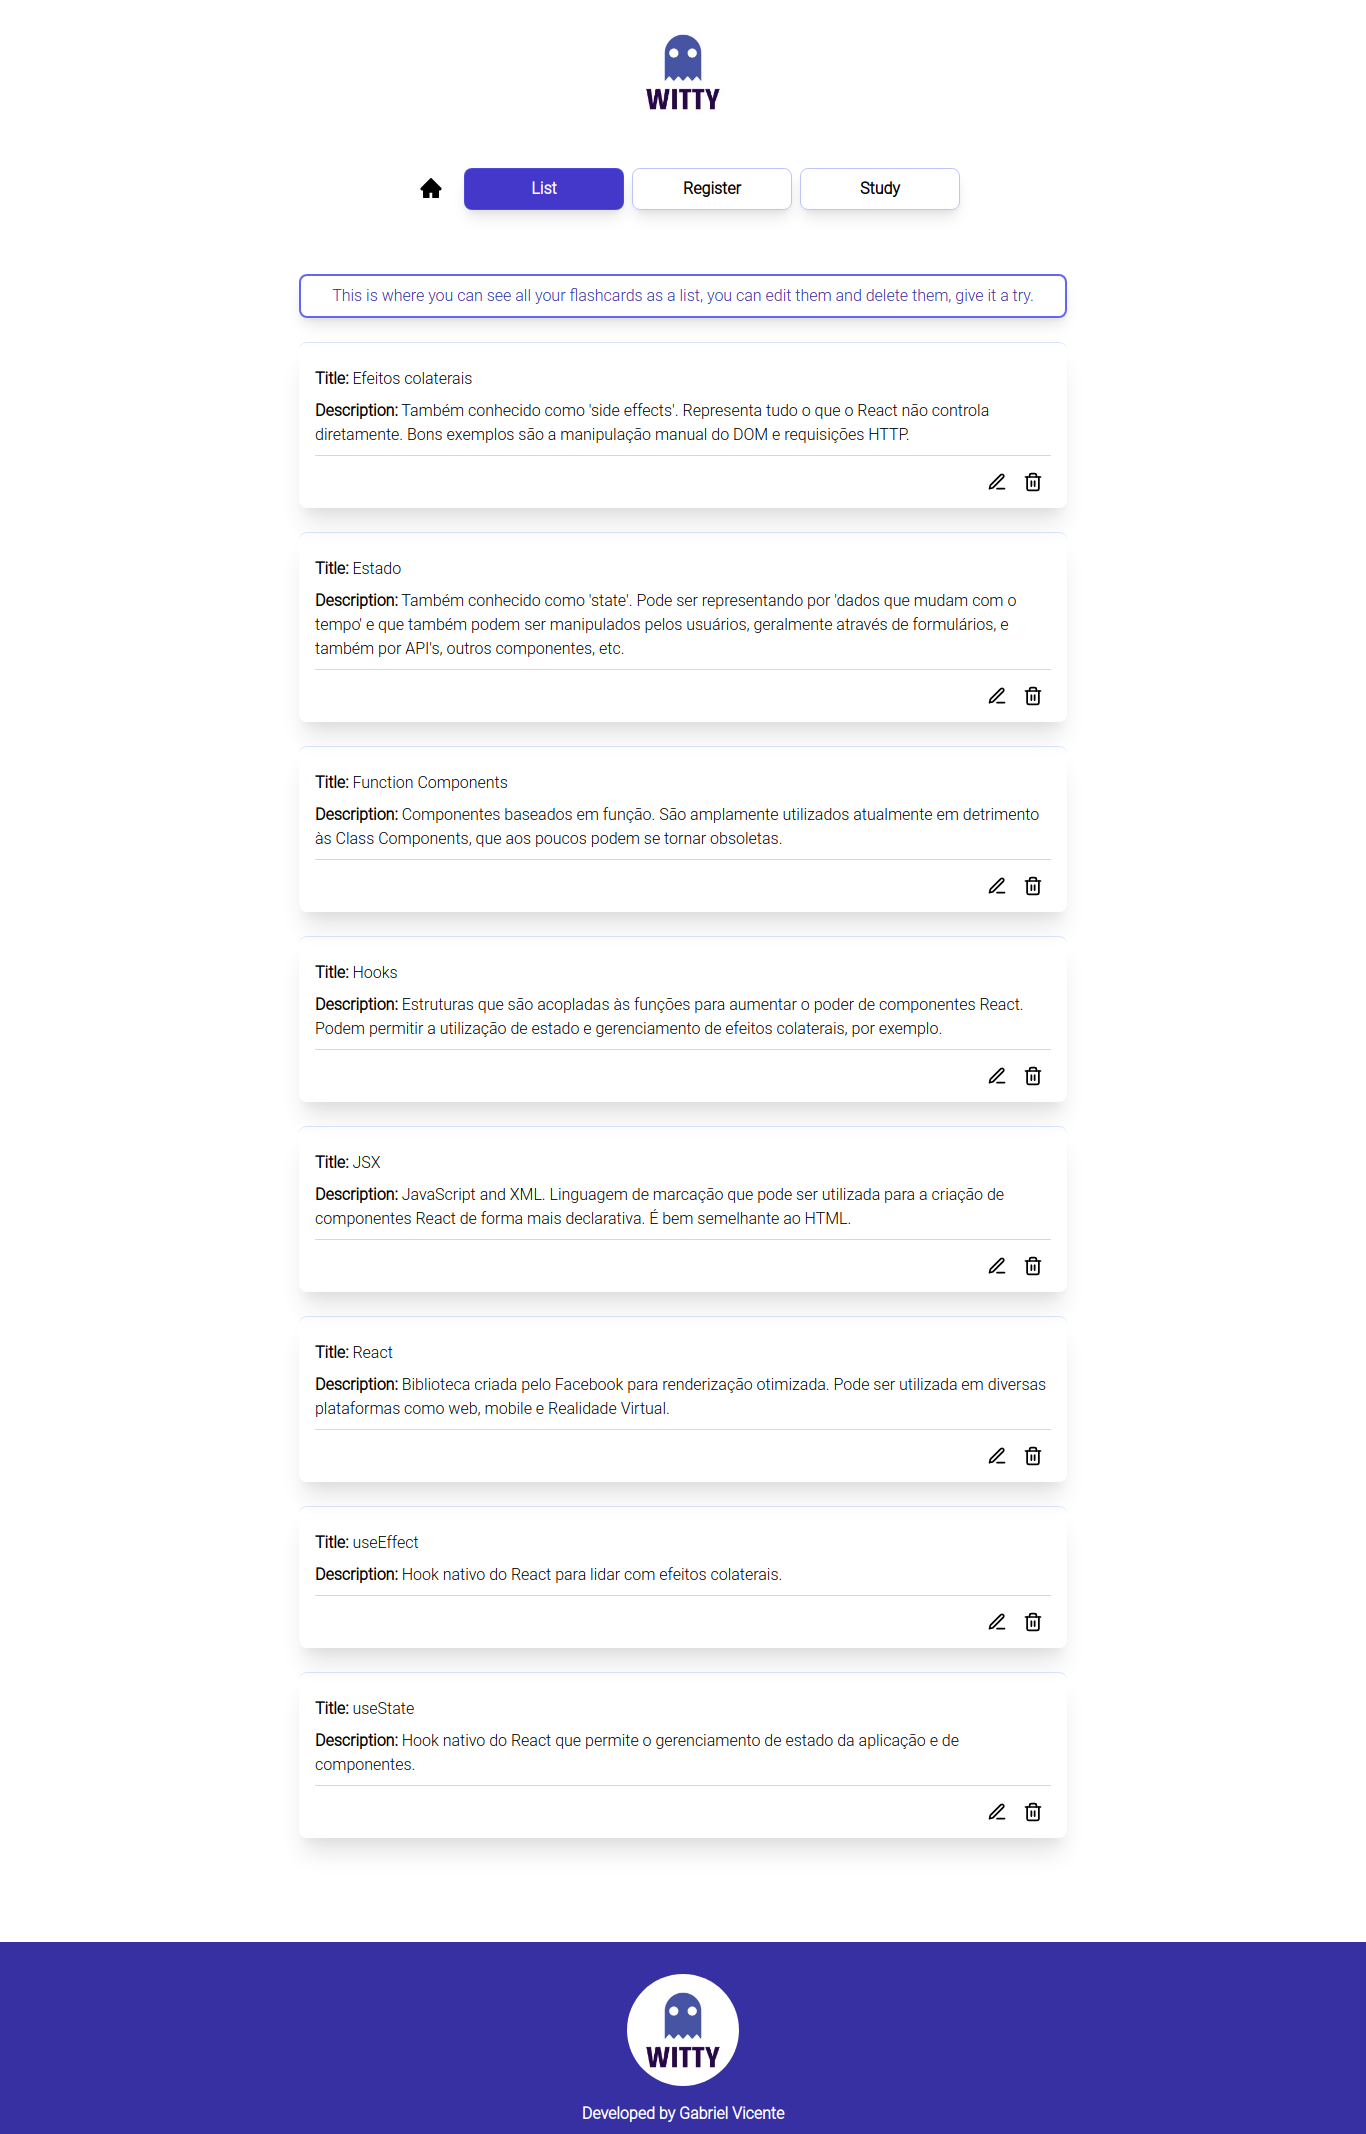 WITTY
List
Register
Study
This is where you can see all your flashcards as a list, you can edit them and delete them, give it a try.
Title: Efeitos colaterais
Description: Também conhecido como 'side effects'. Representa tudo o que o React não controla
diretamente. Bons exemplos são a manipulação manual do DOM e requisições HTTP.
Title: Estado
Description: Também conhecido como 'state'. Pode ser representando por 'dados que mudam com o
tempo' e que também podem ser manipulados pelos usuários, geralmente através de formulários, e
também por API's, outros componentes, etc.
Title: Function Components
Description: Componentes baseados em função. São amplamente utilizados atualmente em detrimento
às Class Components, que aos poucos podem se tornar obsoletas.
Title: Hooks
Description: Estruturas que são acopladas às funções para aumentar o poder de componentes React.
Podem permitir a utilização de estado e gerenciamento de efeitos colaterais, por exemplo.
Title: JSX
Description: JavaScript and XML. Linguagem de marcação que pode ser utilizada para a criação de
componentes React de forma mais declarativa. É bem semelhante ao HTML.
Title: React
Description: Biblioteca criada pelo Facebook para renderização otimizada. Pode ser utilizada em diversas
plataformas como web, mobile e Realidade Virtual.
Title: useEffect
Description: Hook nativo do React para lidar com efeitos colaterais.
Title: useState
Description: Hook nativo do React que permite o gerenciamento de estado da aplicação e de
componentes.
WITTY
Developed by Gabriel Vicente